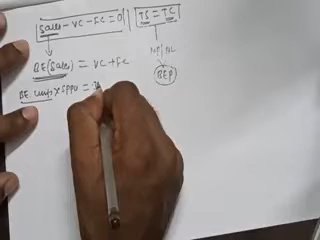 Sales - VC - FC = 0 || TS = TC
NP/NL
BE(Sales) = VC + FC
BEP
BE. units × SPPU =